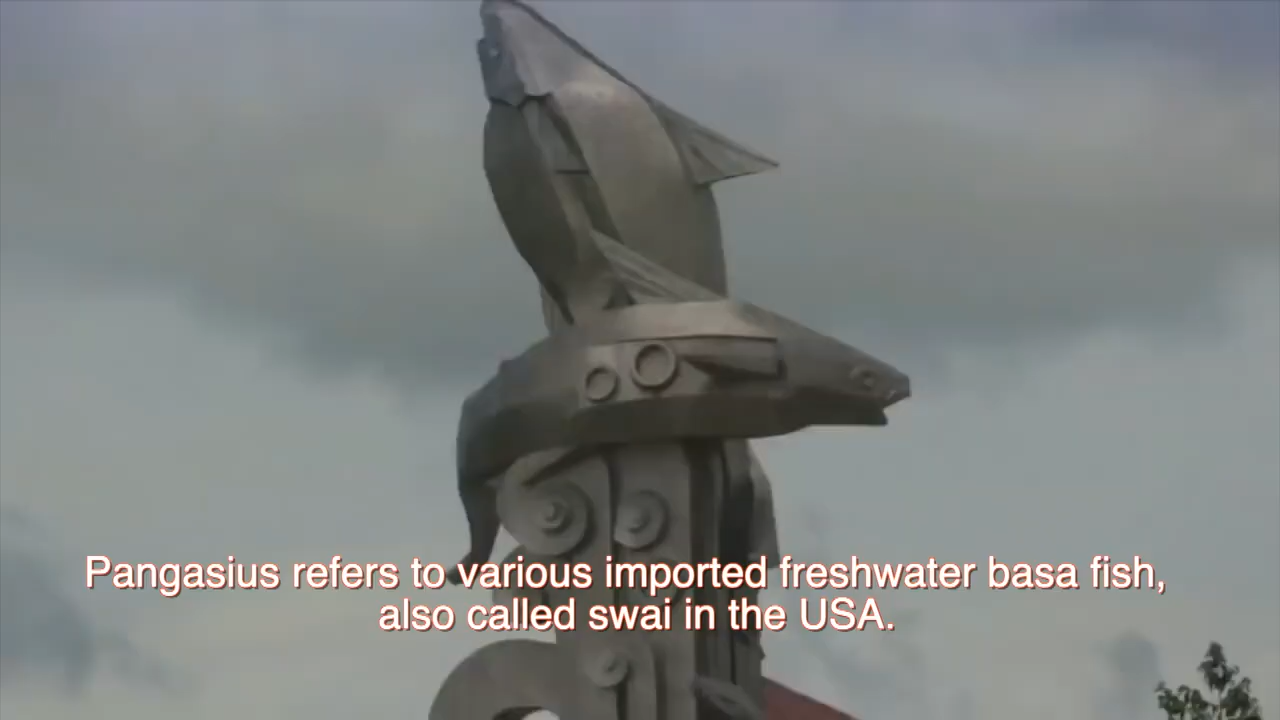 Pangasius refers to various imported freshwater basa fish,
also called swai in the USA.